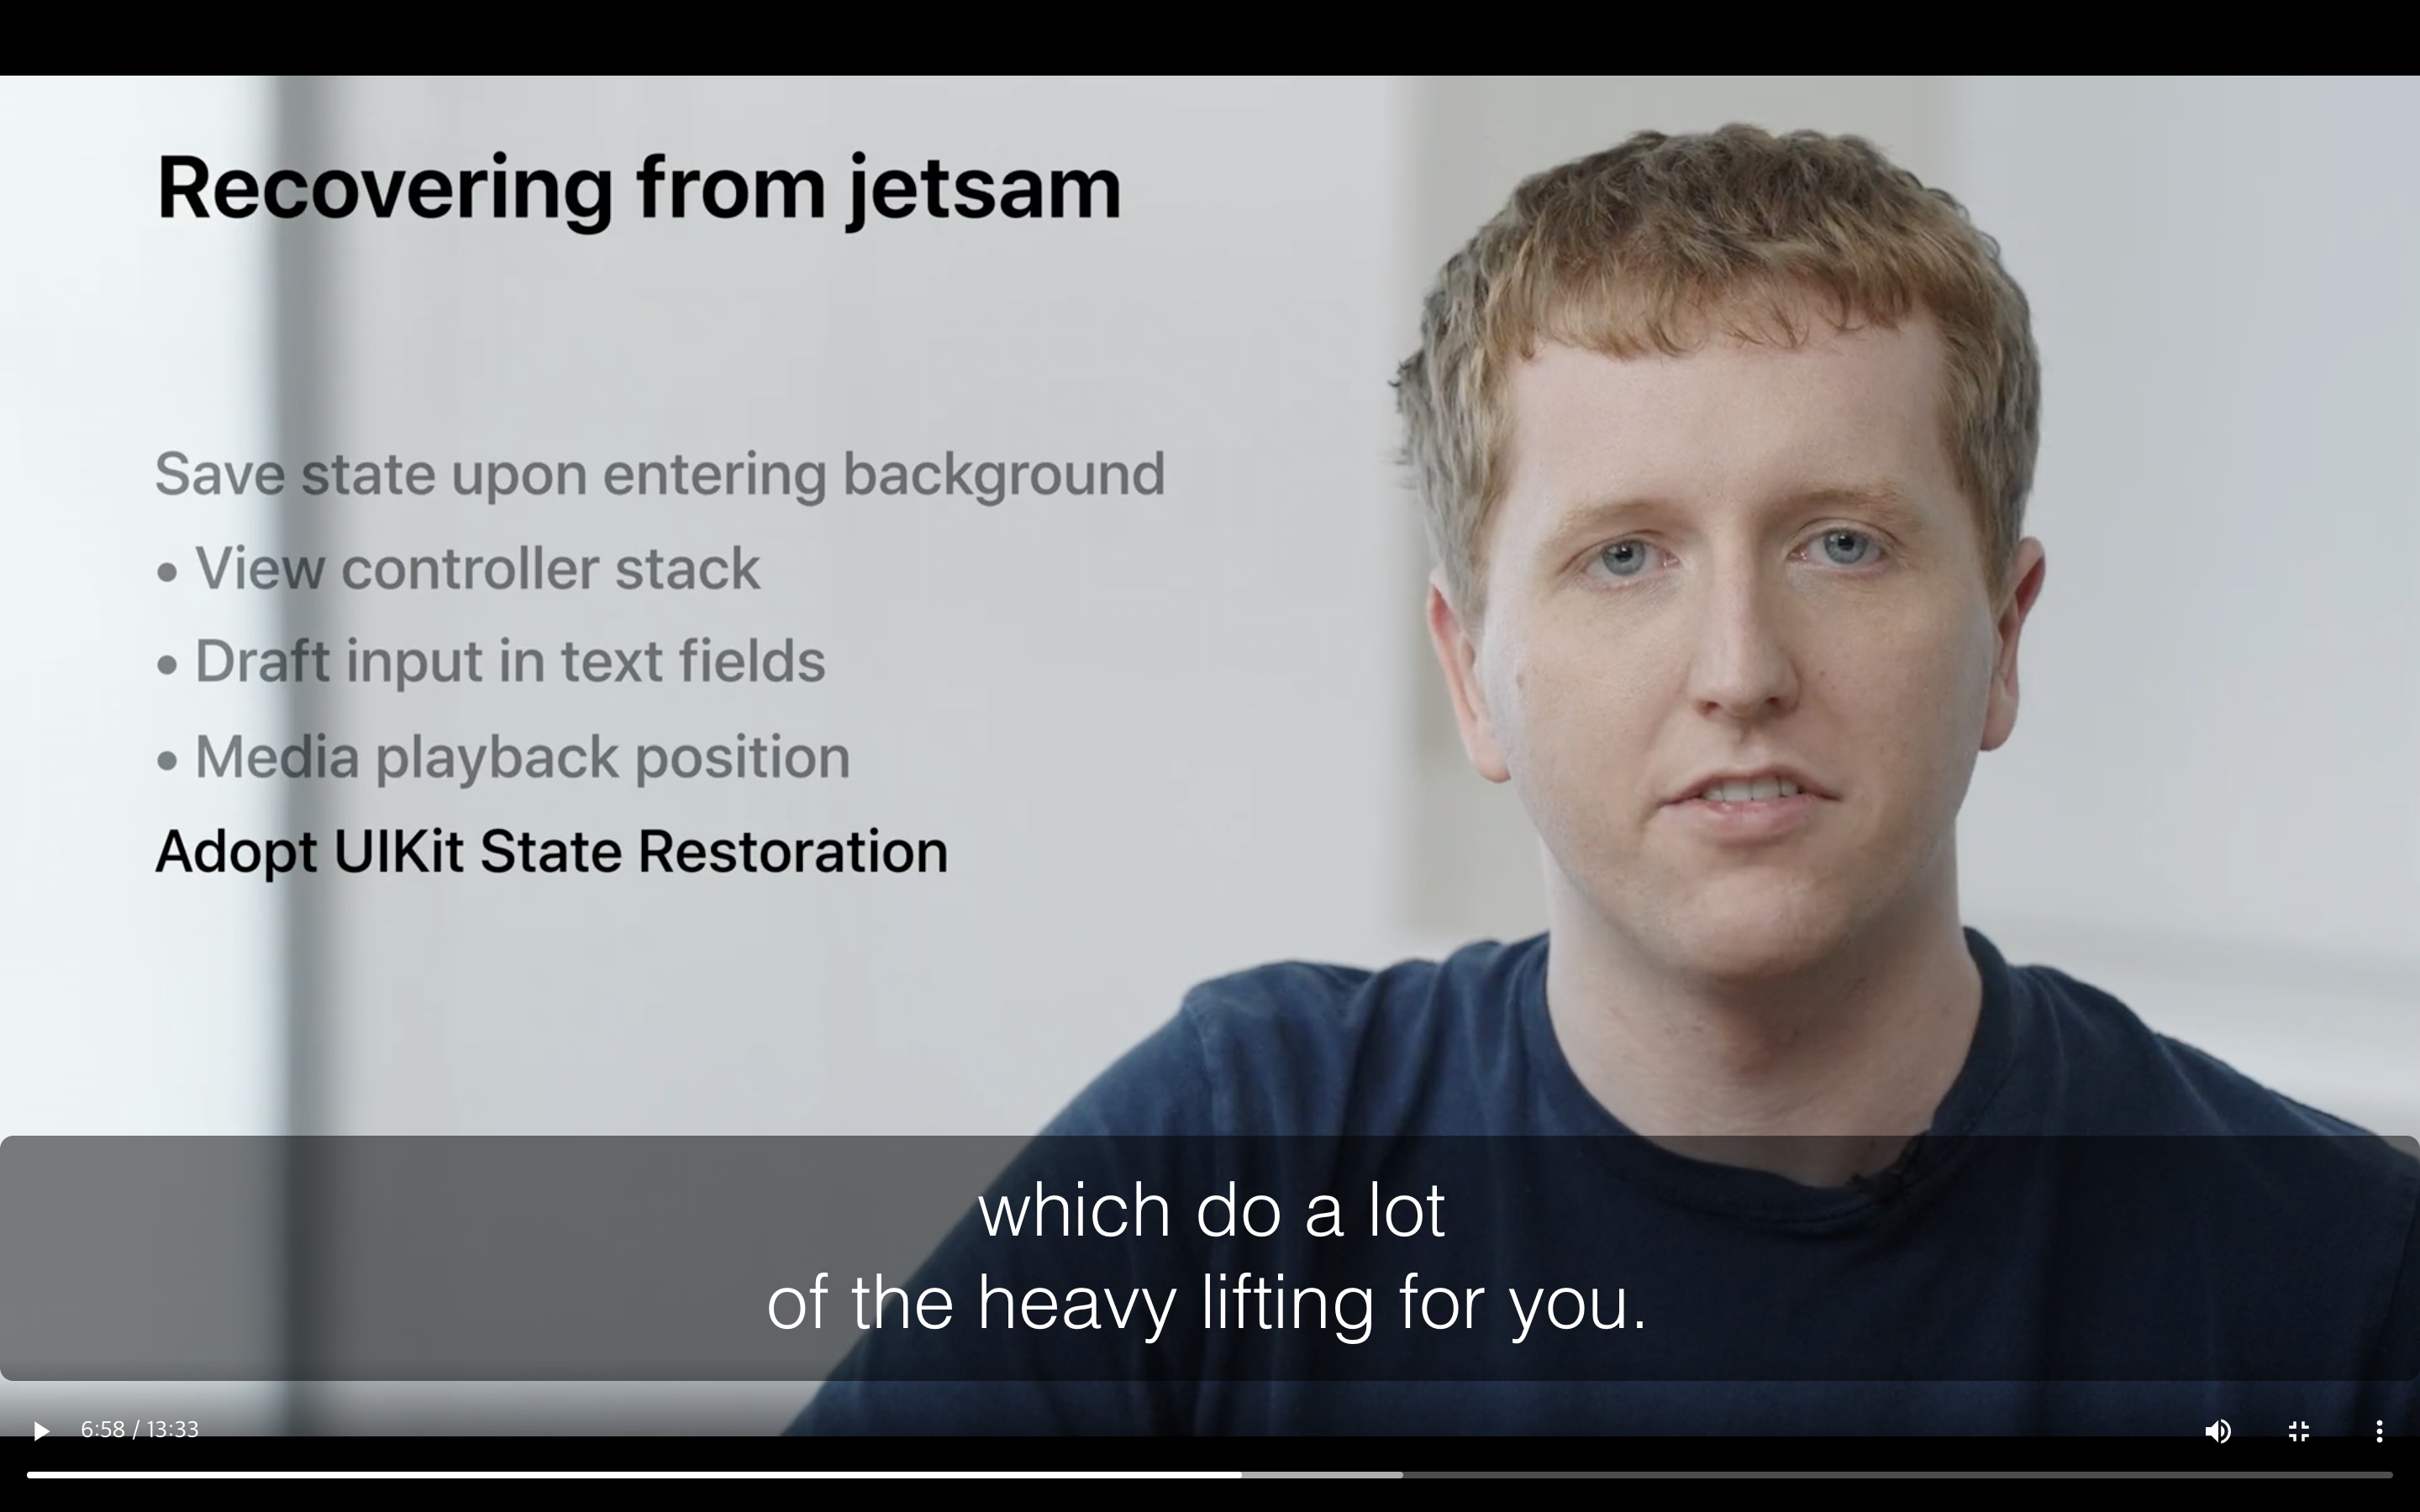 Recovering from jetsam
Save state upon entering background
• View controller stack
• Draft input in text fields
• Media playback position
Adopt UIKit State Restoration
which do a lot
of the heavy lifting for you.
6:58 / 13:33